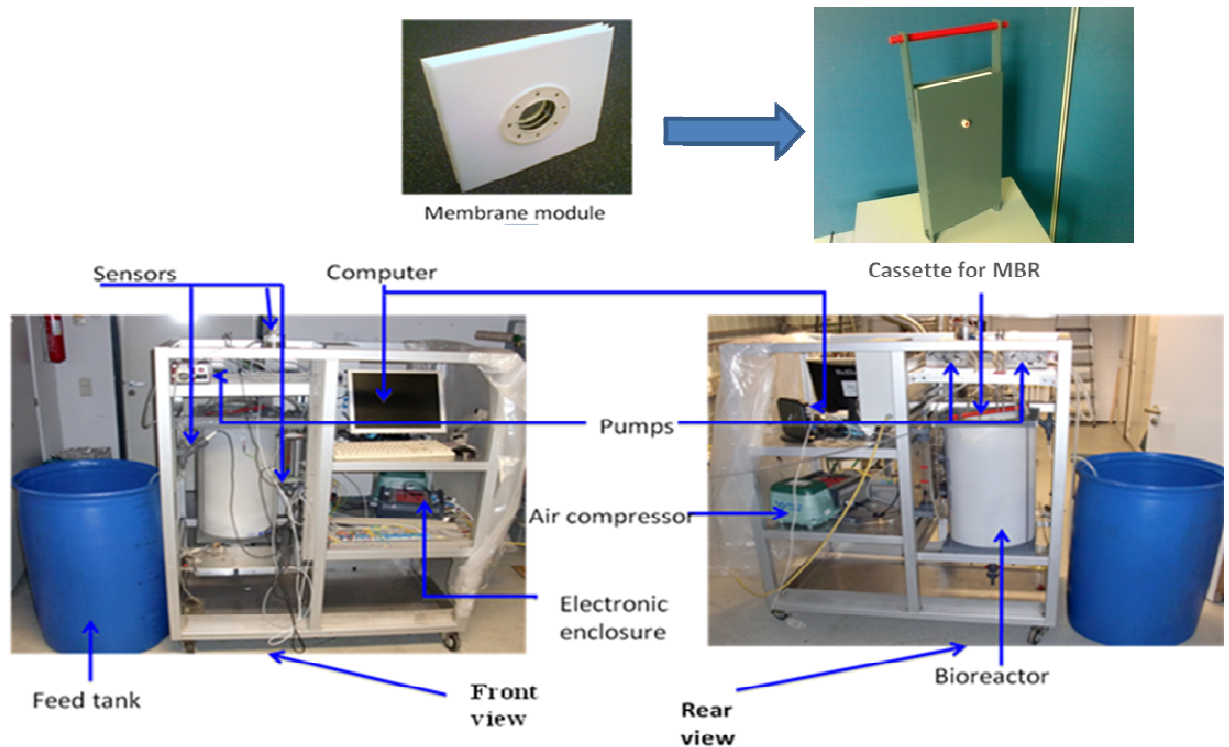 Membrane module
Cassette for MBR
Sensors
Computer
Pumps
Air compressor
Electronic
enclosure
Feed tank
Front
view
Bioreactor
Rear
view